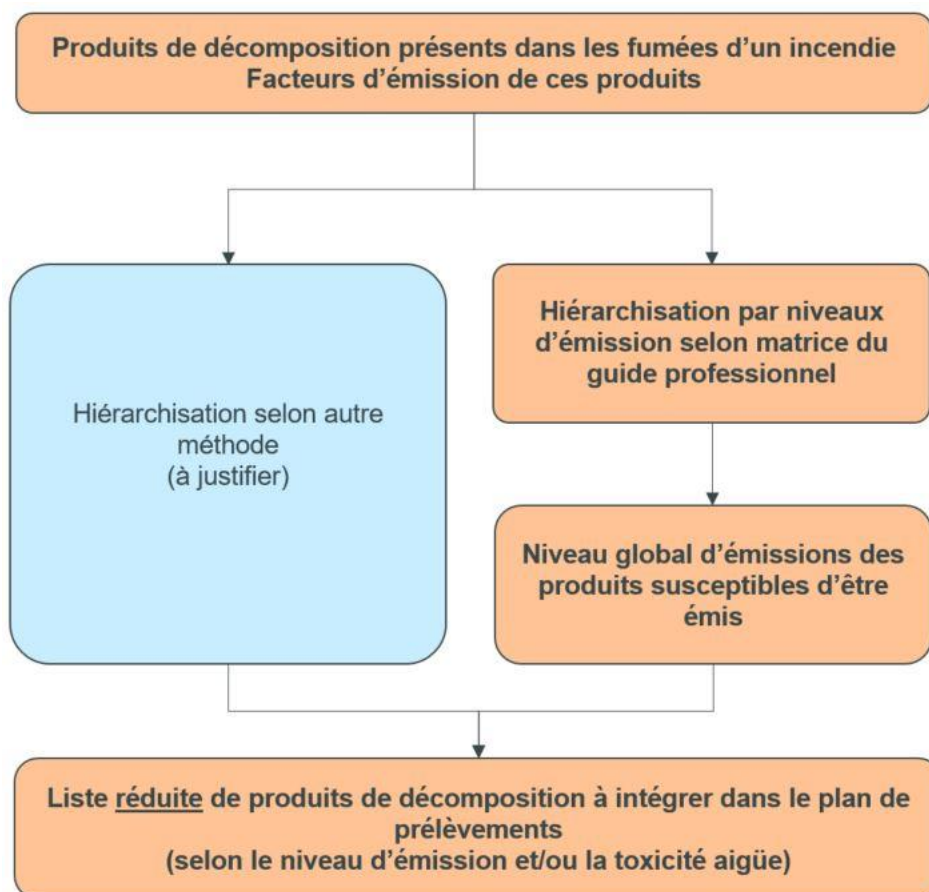 Produits de décomposition présents dans les fumées d'un incendie
Facteurs d'émission de ces produits
Hiérarchisation selon autre
méthode
(à justifier)
Hiérarchisation par niveaux
d'émission selon matrice du
guide professionnel
Niveau global d'émissions des
produits susceptibles d'être
émis
Liste réduite de produits de décomposition à intégrer dans le plan de
prélèvements
(selon le niveau d'émission et/ou la toxicité aigüe)